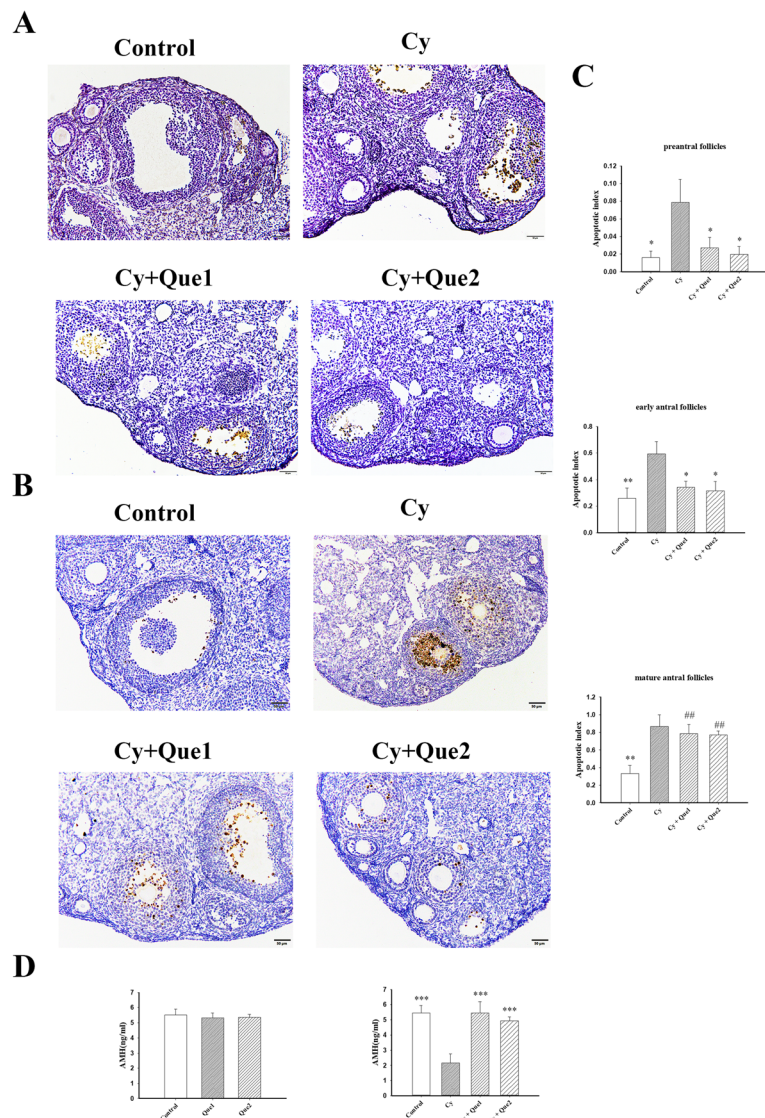 A
Control
Cy
Cy+Que1
Cy+Que2
B
Control
Cy
50 μm
50 μm
Cy+Que1
Cy+Que2
50 μm
50 μm
C
preantral follicles
Apoptotic index
0.12
0.10
0.08
0.06
0.04
0.02
0.00
*
*
*
Control
Cy
Cy + Que1
Cy + Que2
early antral follicles
Apoptotic index
0.8
0.6
0.4
0.2
0.0
**
*
*
Control
Cy
Cy + Que1
Cy + Que2
mature antral follicles
Apoptotic index
1.2
1.0
0.8
0.6
0.4
0.2
0.0
**
##
##
Control
Cy
Cy + Que1
Cy + Que2
D
AMH(ng/ml)
7
6
5
4
3
2
1
0
Control
Que1
Que2
AMH(ng/ml)
7
6
5
4
3
2
1
0
***
***
***
Control
Cy
Cy + Que1
Cy + Que2